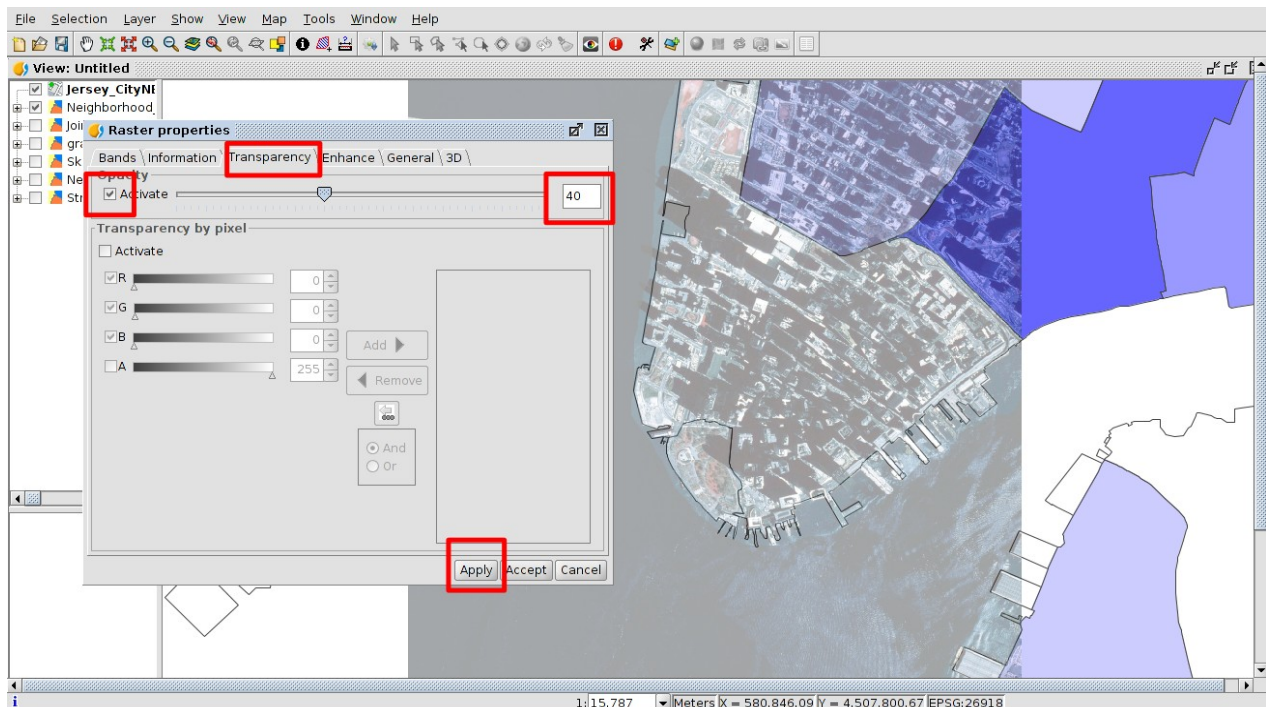 File Selection Layer Show View Map Tools Window Help
View: Untitled
Jersey_CityNE
Neighborhood_
Joi
gra
Sk
Ne
Str
Raster properties
Bands Information Transparency Enhance General 3D
Opacity
Activate 40
Transparency by pixel
Activate
R 0
G 0
B 0
A 255
Add
Remove
And
Or
Apply Accept Cancel
1: 15.787 Meters X = 580.846,09 Y = 4.507.800,67 EPSG:26918